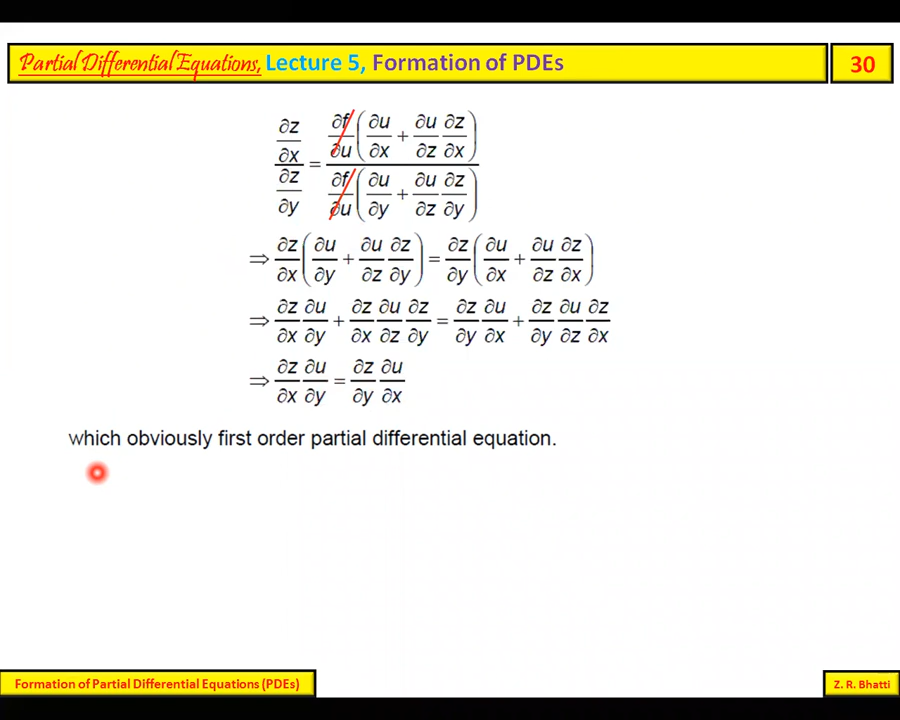 Partial Differential Equations, Lecture 5, Formation of PDEs 30
∂z/∂x / ∂z/∂y = ∂f/∂u (∂u/∂x + ∂u/∂z ∂z/∂x) / ∂f/∂u (∂u/∂y + ∂u/∂z ∂z/∂y)
⇒ ∂z/∂x (∂u/∂y + ∂u/∂z ∂z/∂y) = ∂z/∂y (∂u/∂x + ∂u/∂z ∂z/∂x)
⇒ ∂z/∂x ∂u/∂y + ∂z/∂x ∂u/∂z ∂z/∂y = ∂z/∂y ∂u/∂x + ∂z/∂y ∂u/∂z ∂z/∂x
⇒ ∂z/∂x ∂u/∂y = ∂z/∂y ∂u/∂x
which obviously first order partial differential equation.
Formation of Partial Differential Equations (PDEs) Z. R. Bhatti